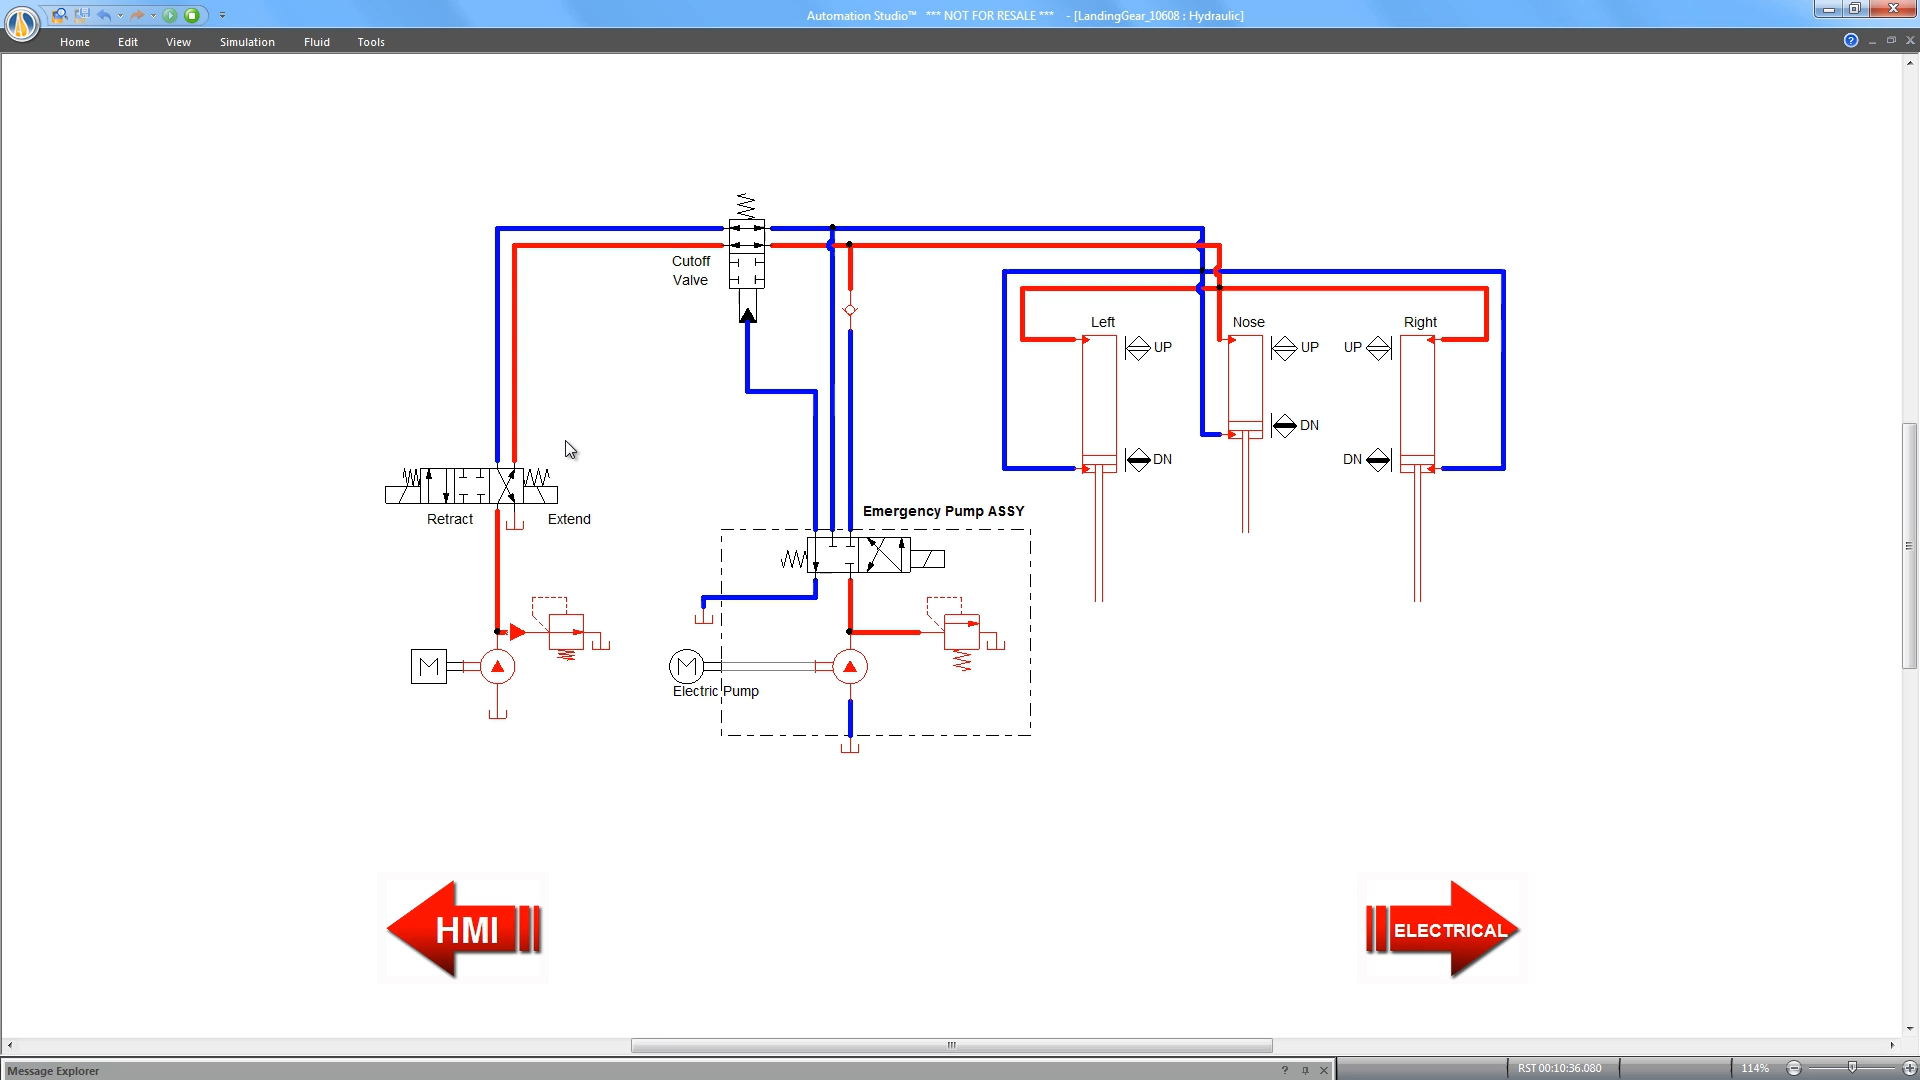 Automation Studio™ *** NOT FOR RESALE *** - [LandingGear_10608 : Hydraulic]
Home Edit View Simulation Fluid Tools
Cutoff
Valve
Left Nose Right
UP UP UP
DN
DN DN
Emergency Pump ASSY
Retract Extend
M M
Electric Pump
HMI ELECTRICAL
Message Explorer RST 00:10:36.080 114%